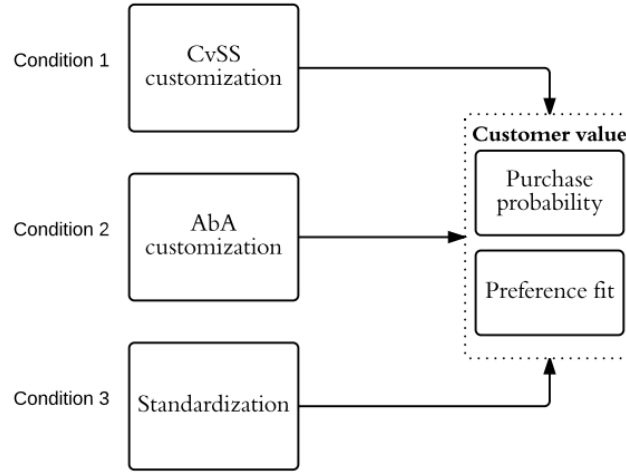 Condition 1
CvSS
customization
Customer value
Purchase
probability
Condition 2
AbA
customization
Preference fit
Condition 3
Standardization